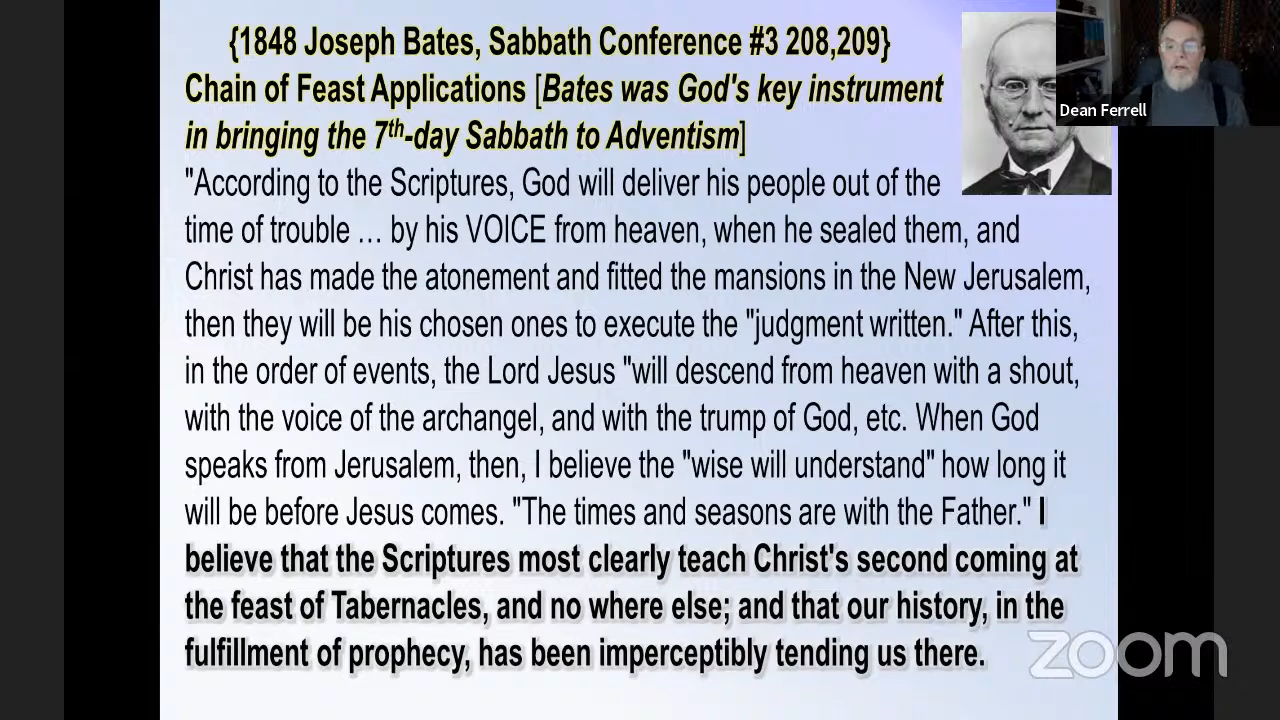 {1848 Joseph Bates, Sabbath Conference #3 208,209}
Chain of Feast Applications [Bates was God's key instrument
in bringing the 7th-day Sabbath to Adventism]
"According to the Scriptures, God will deliver his people out of the
time of trouble … by his VOICE from heaven, when he sealed them, and
Christ has made the atonement and fitted the mansions in the New Jerusalem,
then they will be his chosen ones to execute the "judgment written." After this,
in the order of events, the Lord Jesus "will descend from heaven with a shout,
with the voice of the archangel, and with the trump of God, etc. When God
speaks from Jerusalem, then, I believe the "wise will understand" how long it
will be before Jesus comes. "The times and seasons are with the Father." I
believe that the Scriptures most clearly teach Christ's second coming at
the feast of Tabernacles, and no where else; and that our history, in the
fulfillment of prophecy, has been imperceptibly tending us there.
Dean Ferrell
zoom